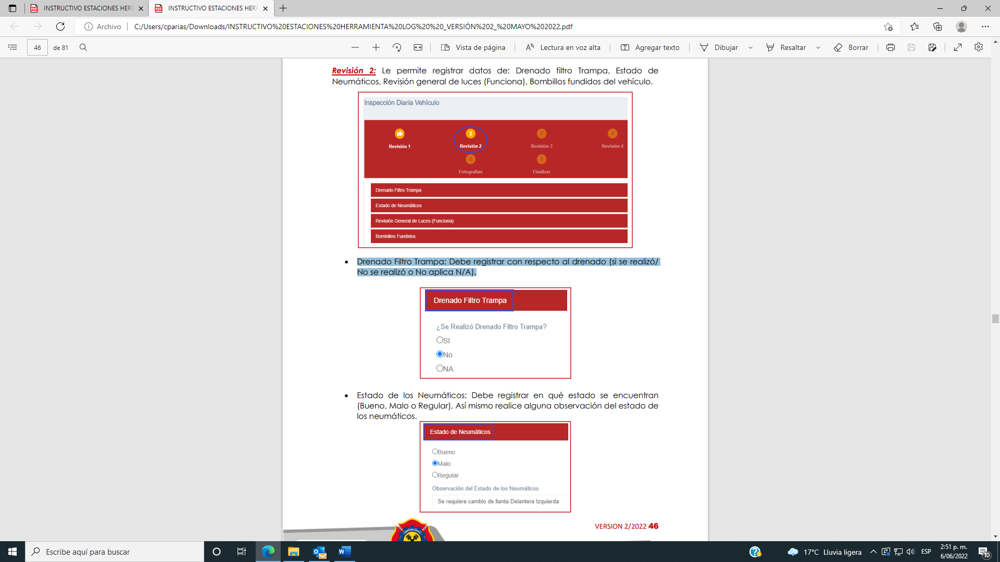 INSTRUCTIVO ESTACIONES HERR
INSTRUCTIVO ESTACIONES HERR
Archivo
C:/Users/cparias/Downloads/INSTRUCTIVO%20ESTACIONES%20HERRAMIENTA%20LOG%20%20_VERSIÓN%202_%20MAYO%202022.pdf
46 de 81
Vista de página
Lectura en voz alta
Agregar texto
Dibujar
Resaltar
Borrar
Revisión 2: Le permite registrar datos de: Drenado filtro Trampa, Estado de
Neumáticos, Revisión general de luces (Funciona), Bombillos fundidos del vehículo.
Inspección Diaria Vehículo
2 3 4
Revisión 1 Revisión 2 Revisión 3 Revisión 4
5 6
Fotografías Finalizar
Drenado Filtro Trampa
Estado de Neumáticos
Revisión General de Luces (Funciona)
Bombillos Fundidos
• Drenado Filtro Trampa: Debe registrar con respecto al drenado (si se realizó/
No se realizó o No aplica N/A).
Drenado Filtro Trampa
¿Se Realizó Drenado Filtro Trampa?
SI
No
NA
• Estado de los Neumáticos: Debe registrar en qué estado se encuentran
(Bueno, Malo o Regular), Así mismo realice alguna observación del estado de
los neumáticos.
Estado de Neumáticos
Bueno
Malo
Regular
Observación del Estado de los Neumáticos
Se requiere cambio de llanta Delantera Izquierda
VERSION 2/2022 46
Escribe aquí para buscar
17°C Lluvia ligera
ESP
2:51 p. m.
6/06/2022
10